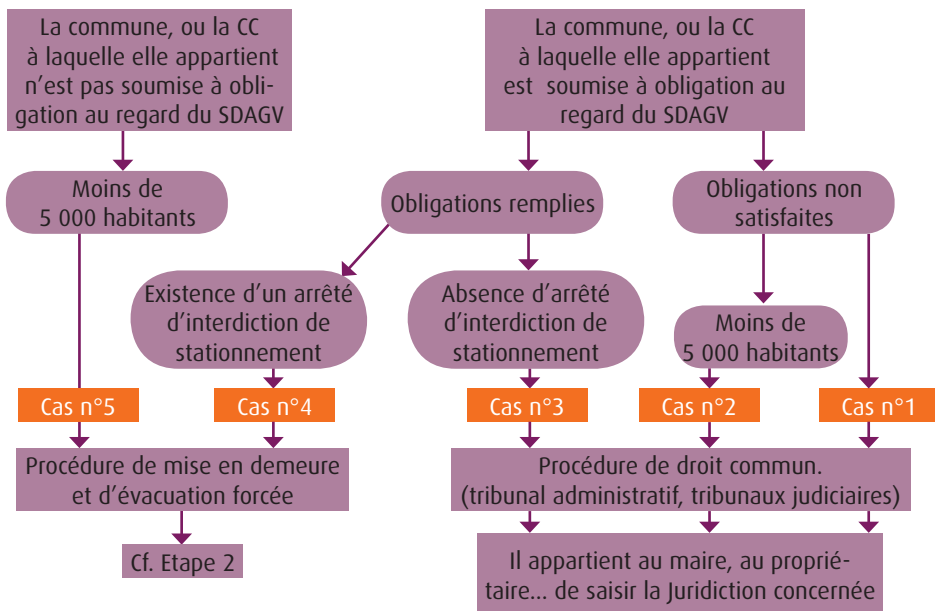 La commune, ou la CC
à laquelle elle appartient
n'est pas soumise à obli-
gation au regard du SDAGV
La commune, ou la CC
à laquelle elle appartient
est soumise à obligation au
regard du SDAGV
Moins de
5 000 habitants
Obligations remplies
Obligations non
satisfaites
Existence d'un arrêté
d'interdiction de
stationnement
Absence d'arrêté
d'interdiction de
stationnement
Moins de
5 000 habitants
Cas n°5
Cas n°4
Cas n°3
Cas n°2
Cas n°1
Procédure de mise en demeure
et d'évacuation forcée
Procédure de droit commun.
(tribunal administratif, tribunaux judiciaires)
Cf. Etape 2
Il appartient au maire, au proprié-
taire... de saisir la Juridiction concernée